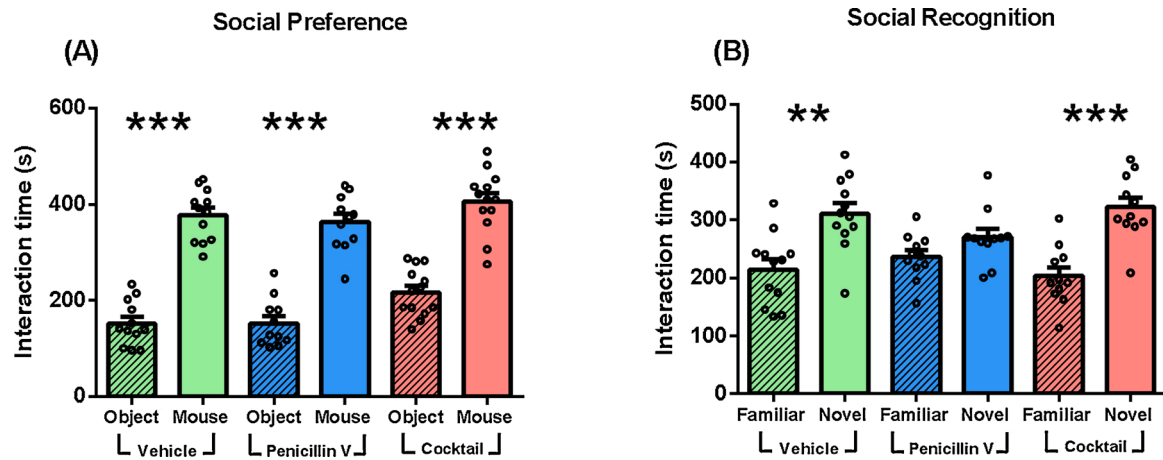 Social Preference
(A)
Interaction time (s)
600
400
200
0
*** *** ***
Object Mouse Object Mouse Object Mouse
Vehicle Penicillin V Cocktail
Social Recognition
(B)
Interaction time (s)
500
400
300
200
100
0
** ***
Familiar Novel Familiar Novel Familiar Novel
Vehicle Penicillin V Cocktail